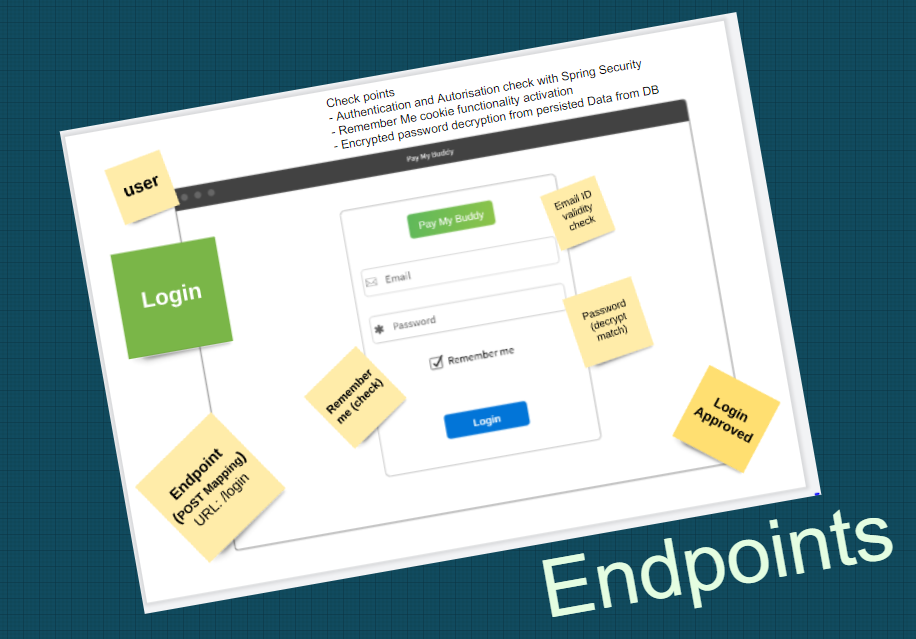 Check points
- Authentication and Autorisation check with Spring Security
- Remember Me cookie functionality activation
- Encrypted password decryption from persisted Data from DB
Pay My Buddy
user
Pay My Buddy
Email ID
validity
check
Login
Email
Password
Password
(decrypt
match)
Remember me
Remember
me (check)
Login
Login
Approved
Endpoint
(POST Mapping)
URL: /login
Endpoints